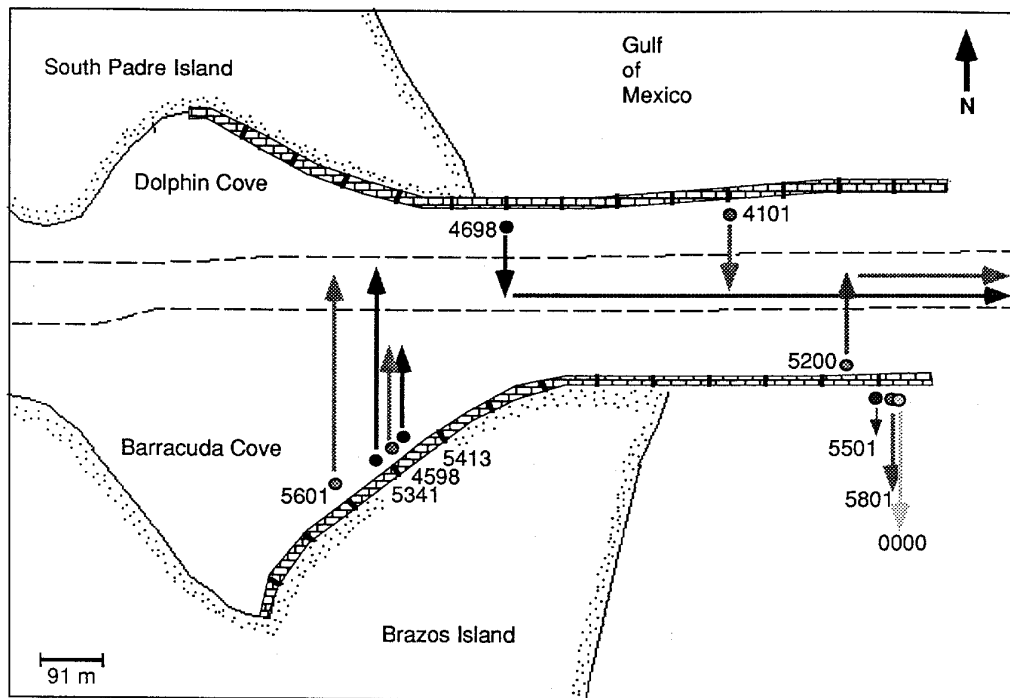 South Padre Island
Gulf
of
Mexico
N
Dolphin Cove
4698
4101
5200
Barracuda Cove
5413
4598
5341
5601
5501
5801
0000
Brazos Island
91 m